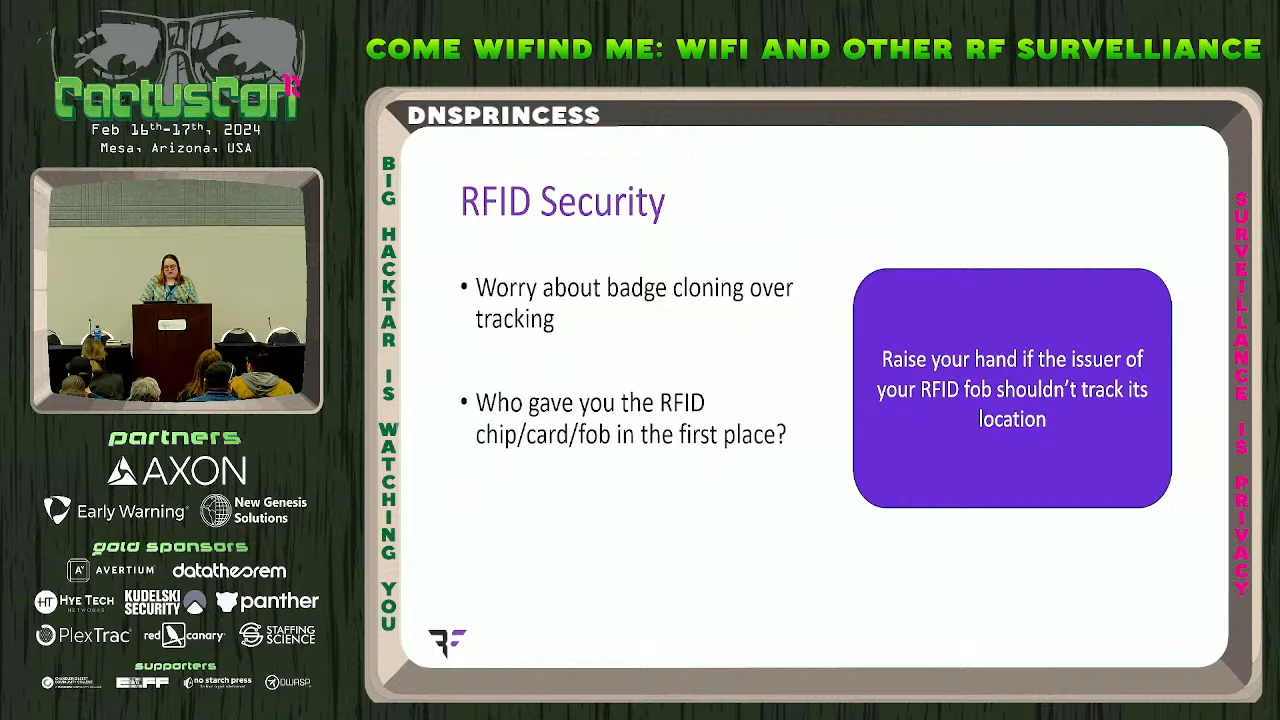 COME WIFIND ME: WIFI AND OTHER RF SURVELLIANCE
CactusCon
Feb 16th-17th, 2024
Mesa, Arizona, USA
DNSPRINCESS
BIG HACKTAR IS WATCHING YOU
RFID Security
• Worry about badge cloning over
tracking
• Who gave you the RFID
chip/card/fob in the first place?
Raise your hand if the issuer of
your RFID fob shouldn't track its
location
SURVEILLANCE IS PRIVACY
RF
partners
AXON
Early Warning
New Genesis
Solutions
gold sponsors
AVERTIUM
datatheorem
HYE TECH
NETWORKS
KUDELSKI
SECURITY
panther
PlexTrac
red canary
STAFFING
SCIENCE
supporters
EFF
no starch press
OWASP